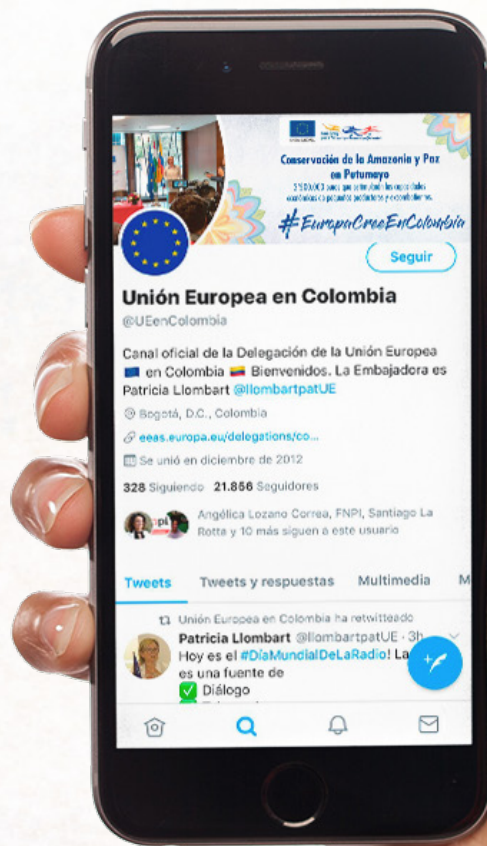 Conservación de la Amazonia y Paz
en Putumayo
#EuropaCreeEnColombia
Seguir
Unión Europea en Colombia
@UEenColombia
Canal oficial de la Delegación de la Unión Europea
🇪🇺 en Colombia 🇨🇴 Bienvenidos. La Embajadora es
Patricia Llombart @llombartpatUE
Bogotá, D.C., Colombia
eeas.europa.eu/delegations/co...
Se unió en diciembre de 2012
328 Siguiendo 21.856 Seguidores
Angélica Lozano Correa, FNPI, Santiago La
Rotta y 10 más siguen a este usuario
Tweets Tweets y respuestas Multimedia M
Unión Europea en Colombia ha retwitteado
Patricia Llombart @llombartpatUE · 3h
Hoy es el #DíaMundialDeLaRadio! La
es una fuente de
✅ Diálogo